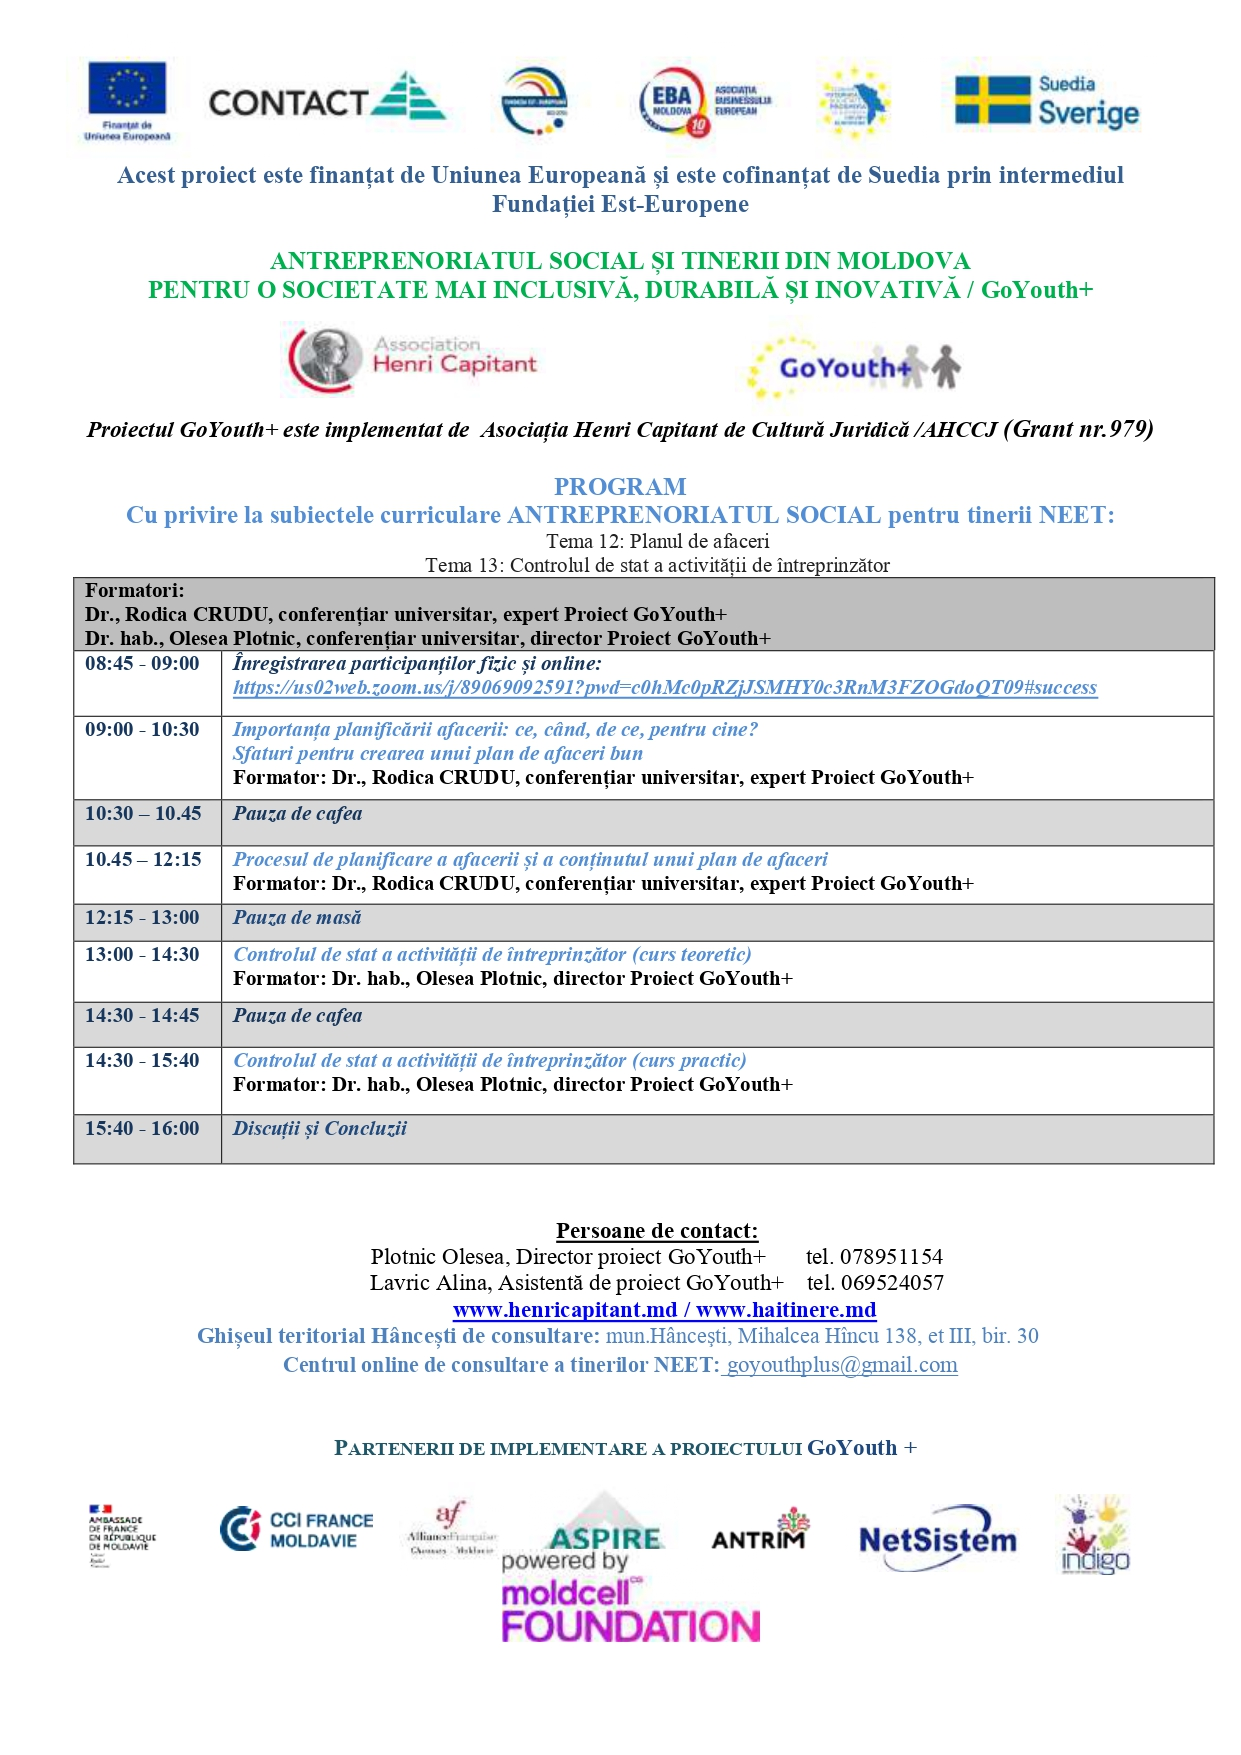 Finanțat de
Uniunea Europeană
CONTACT
EBA
MOLDOVA
10
ASOCIAȚIA
BUSINESSULUI
EUROPEAN
Suedia
Sverige
Acest proiect este finanțat de Uniunea Europeană și este cofinanțat de Suedia prin intermediul
Fundației Est-Europene
ANTREPRENORIATUL SOCIAL ȘI TINERII DIN MOLDOVA
PENTRU O SOCIETATE MAI INCLUSIVĂ, DURABILĂ ȘI INOVATIVĂ / GoYouth+
Association
Henri Capitant
GoYouth+
Proiectul GoYouth+ este implementat de Asociația Henri Capitant de Cultură Juridică /AHCCJ (Grant nr.979)
PROGRAM
Cu privire la subiectele curriculare ANTREPRENORIATUL SOCIAL pentru tinerii NEET:
Tema 12: Planul de afaceri
Tema 13: Controlul de stat a activității de întreprinzător
Formatori:
Dr., Rodica CRUDU, conferențiar universitar, expert Proiect GoYouth+
Dr. hab., Olesea Plotnic, conferențiar universitar, director Proiect GoYouth+
08:45 - 09:00 Înregistrarea participanților fizic și online:
https://us02web.zoom.us/j/89069092591?pwd=c0hMc0pRZjJSMHY0c3RnM3FZOGdoQT09#success
09:00 - 10:30 Importanța planificării afacerii: ce, când, de ce, pentru cine?
Sfaturi pentru crearea unui plan de afaceri bun
Formator: Dr., Rodica CRUDU, conferențiar universitar, expert Proiect GoYouth+
10:30 – 10.45 Pauza de cafea
10.45 – 12:15 Procesul de planificare a afacerii și a conținutul unui plan de afaceri
Formator: Dr., Rodica CRUDU, conferențiar universitar, expert Proiect GoYouth+
12:15 - 13:00 Pauza de masă
13:00 - 14:30 Controlul de stat a activității de întreprinzător (curs teoretic)
Formator: Dr. hab., Olesea Plotnic, director Proiect GoYouth+
14:30 - 14:45 Pauza de cafea
14:30 - 15:40 Controlul de stat a activității de întreprinzător (curs practic)
Formator: Dr. hab., Olesea Plotnic, director Proiect GoYouth+
15:40 - 16:00 Discuții și Concluzii
Persoane de contact:
Plotnic Olesea, Director proiect GoYouth+ tel. 078951154
Lavric Alina, Asistentă de proiect GoYouth+ tel. 069524057
www.henricapitant.md / www.haitinere.md
Ghișeul teritorial Hâncești de consultare: mun.Hâncești, Mihalcea Hîncu 138, et III, bir. 30
Centrul online de consultare a tinerilor NEET: goyouthplus@gmail.com
PARTENERII DE IMPLEMENTARE A PROIECTULUI GoYouth +
AMBASSADE
DE FRANCE
EN RÉPUBLIQUE
DE MOLDAVIE
CCI FRANCE
MOLDAVIE
af
AllianceFrançaise
ASPIRE
powered by
moldcell
FOUNDATION
ANTRIM
NetSistem
indigo